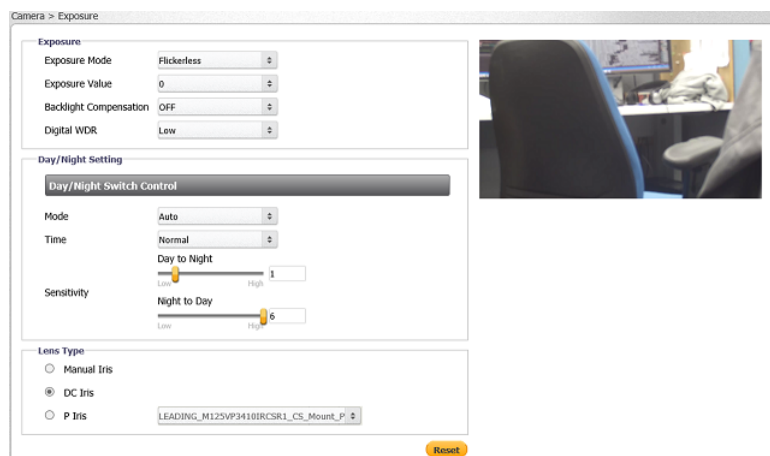 Camera > Exposure
Exposure
Exposure Mode Flickerless
Exposure Value 0
Backlight Compensation OFF
Digital WDR Low
Day/Night Setting
Day/Night Switch Control
Mode Auto
Time Normal
Day to Night
1
Low High
Sensitivity
Night to Day
6
Low High
Lens Type
Manual Iris
DC Iris
P Iris LEADING_M125VP3410IRCSR1_CS_Mount_P
Reset